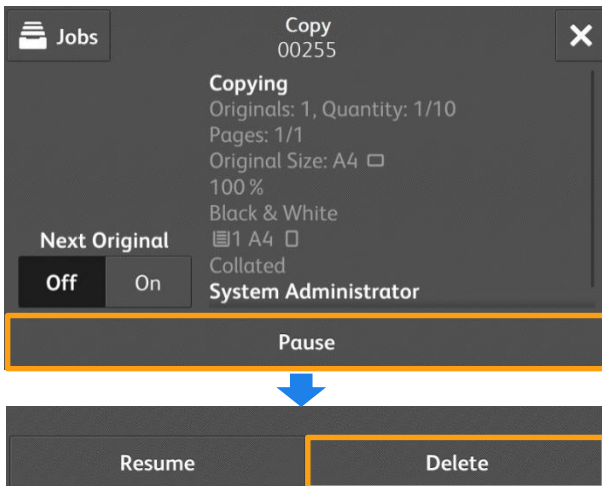 Jobs
Copy
00255
Copying
Originals: 1, Quantity: 1/10
Pages: 1/1
Original Size: A4
100 %
Black & White
1 A4
Collated
System Administrator
Next Original
Off On
Pause
Resume Delete